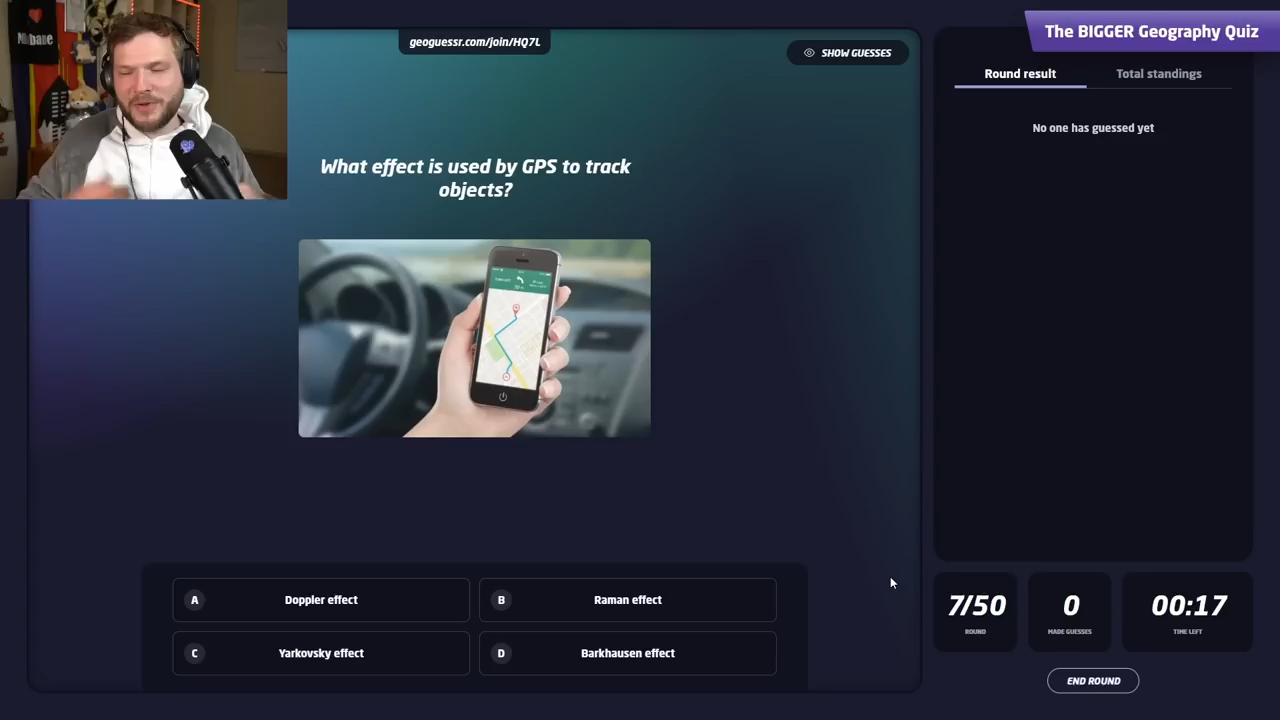 The BIGGER Geography Quiz
geoguessr.com/join/HQ7L
SHOW GUESSES
Round result
Total standings
No one has guessed yet
What effect is used by GPS to track
objects?
A Doppler effect
B Raman effect
C Yarkovsky effect
D Barkhausen effect
7/50
ROUND
0
MADE GUESSES
00:17
TIME LEFT
END ROUND